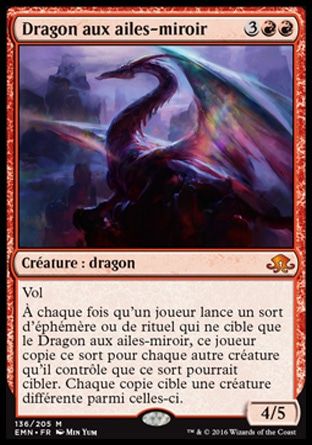 Dragon aux ailes-miroir 3
Créature : dragon
Vol
À chaque fois qu'un joueur lance un sort
d'éphémère ou de rituel qui ne cible que
le Dragon aux ailes-miroir, ce joueur
copie ce sort pour chaque autre créature
qu'il contrôle que ce sort pourrait
cibler. Chaque copie cible une créature
différente parmi celles-ci.
4/5
136/205 M
EMN • FR Min Yum
™ & © 2016 Wizards of the Coast